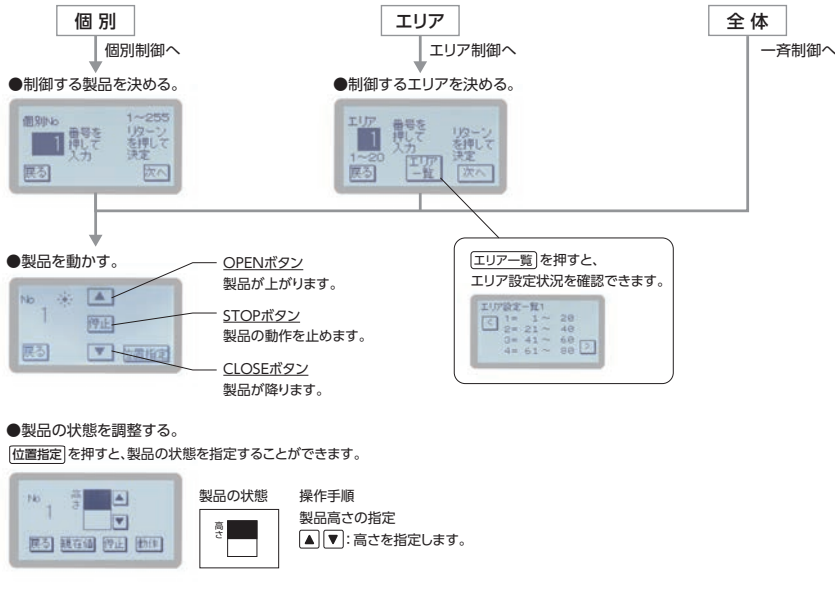 個 別
エリア
全 体
個別制御へ
エリア制御へ
一斉制御へ
●制御する製品を決める。
●制御するエリアを決める。
個別No 1～255
1 番号を押して入力 リターンを押して決定
戻る 次へ
エリア
1 番号を押して入力 リターンを押して決定
1～20
戻る エリア一覧 次へ
●製品を動かす。
No
1
▲
停止
戻る ▼ 位置指定
OPENボタン
製品が上がります。
STOPボタン
製品の動作を止めます。
CLOSEボタン
製品が降ります。
エリア一覧 を押すと、
エリア設定状況を確認できます。
エリア設定一覧1
< 1= 1～ 20
2= 21～ 40
3= 41～ 60
4= 61～ 80 >
●製品の状態を調整する。
位置指定 を押すと、製品の状態を指定することができます。
No 高さ ▲
1 ▼
戻る 現在値 停止 動作
製品の状態
高さ
操作手順
製品高さの指定
▲ ▼ : 高さを指定します。